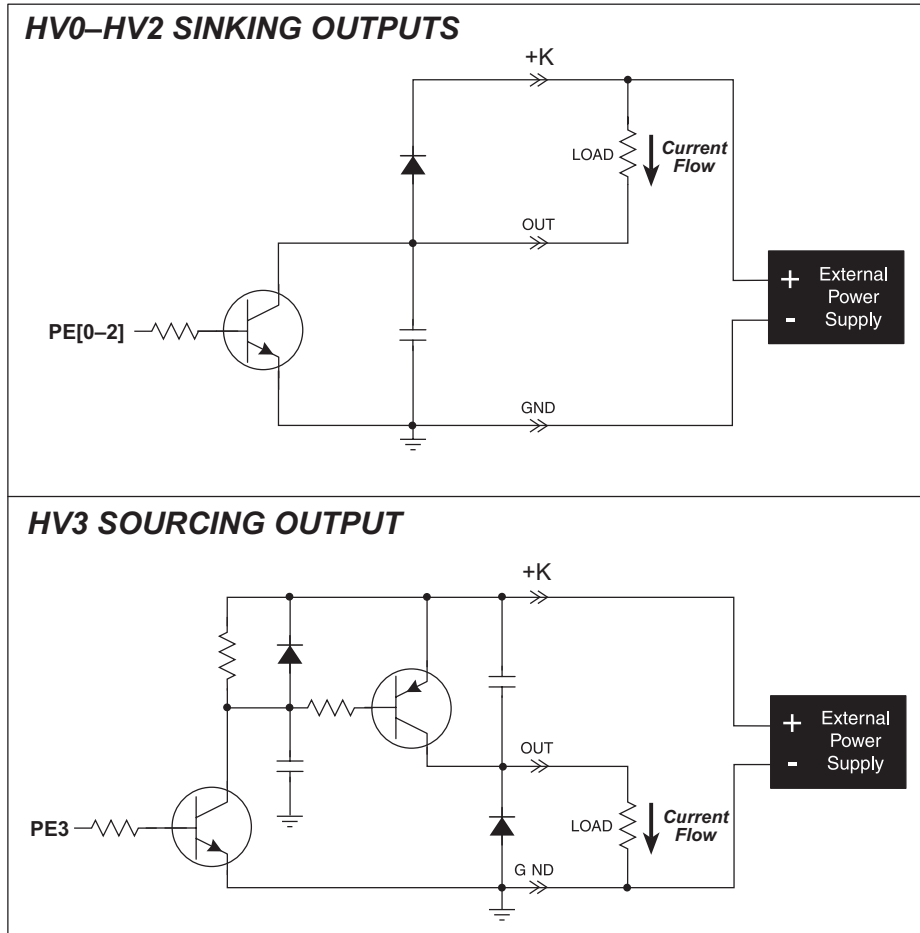 HV0–HV2 SINKING OUTPUTS
+K
LOAD
Current
Flow
OUT
+ External
Power
- Supply
PE[0–2]
GND
HV3 SOURCING OUTPUT
+K
+ External
Power
- Supply
OUT
LOAD
Current
Flow
PE3
G ND